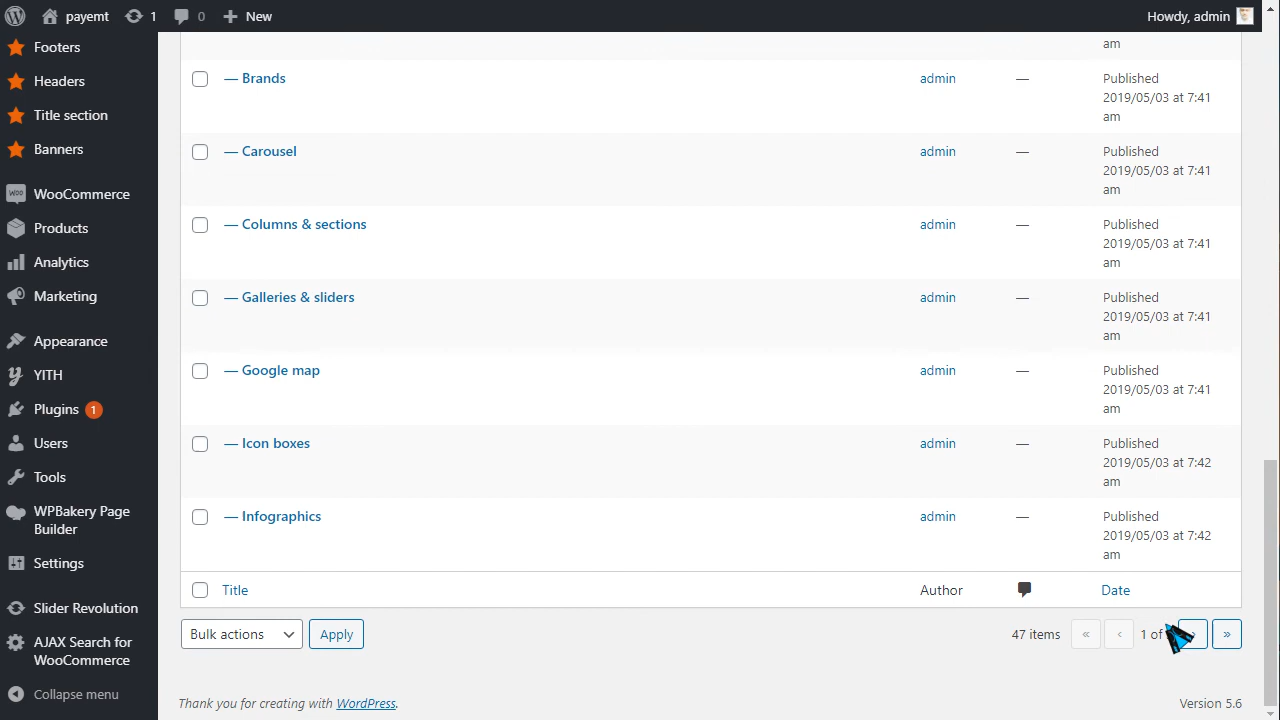 payemt
1
0
New
Howdy, admin
Footers
Headers
Title section
Banners
WooCommerce
Products
Analytics
Marketing
Appearance
YITH
Plugins 1
Users
Tools
WPBakery Page
Builder
Settings
Slider Revolution
AJAX Search for
WooCommerce
Collapse menu
am
— Brands
admin
—
Published
2019/05/03 at 7:41
am
— Carousel
admin
—
Published
2019/05/03 at 7:41
am
— Columns & sections
admin
—
Published
2019/05/03 at 7:41
am
— Galleries & sliders
admin
—
Published
2019/05/03 at 7:41
am
— Google map
admin
—
Published
2019/05/03 at 7:41
am
— Icon boxes
admin
—
Published
2019/05/03 at 7:42
am
— Infographics
admin
—
Published
2019/05/03 at 7:42
am
Title
Author
Date
Bulk actions
Apply
47 items
«
‹
1 of
»
Thank you for creating with WordPress.
Version 5.6